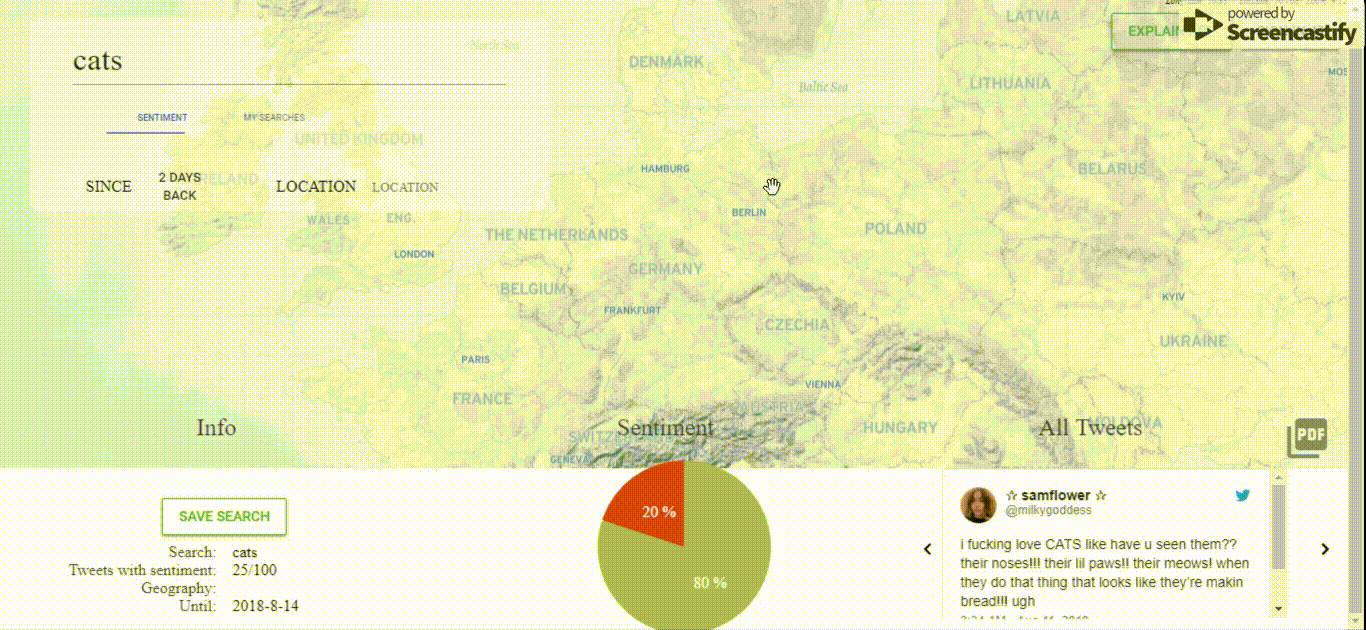 powered by
Screencastify
EXPLAI
cats
SENTIMENT
MY SEARCHES
SINCE
2 DAYS
BACK
LOCATION
LOCATION
North Sea
Baltic Sea
LATVIA
DENMARK
LITHUANIA
MOS
UNITED KINGDOM
HAMBURG
BELARUS
RELAND
BERLIN
WALES
ENG.
THE NETHERLANDS
POLAND
LONDON
GERMANY
BELGIUM
FRANKFURT
KYIV
CZECHIA
UKRAINE
PARIS
VIENNA
FRANCE
AUSTRIA
MOLDOVA
HUNGARY
SWITZ
GENEVA
Info
Sentiment
All Tweets
PDF
SAVE SEARCH
Search: cats
Tweets with sentiment: 25/100
Geography:
Until: 2018-8-14
20 %
80 %
☆ samflower ☆
@milkygoddess
i fucking love CATS like have u seen them??
their noses!!! their lil paws!! their meows! when
they do that thing that looks like they're makin
bread!!! ugh